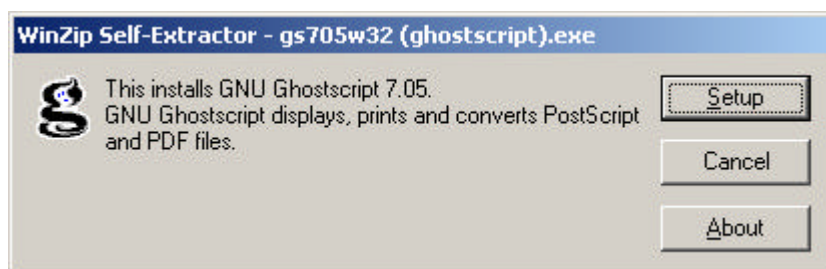 WinZip Self-Extractor - gs705w32 (ghostscript).exe
This installs GNU Ghostscript 7.05.
GNU Ghostscript displays, prints and converts PostScript
and PDF files.
Setup
Cancel
About